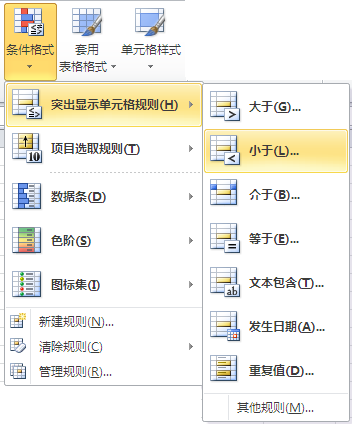 条件格式
套用
表格格式
单元格样式
突出显示单元格规则(H)
项目选取规则(T)
10
数据条(D)
色阶(S)
图标集(I)
新建规则(N)...
清除规则(C)
管理规则(R)...
大于(G)...
小于(L)...
介于(B)...
等于(E)...
ab
文本包含(T)...
发生日期(A)...
重复值(D)...
其他规则(M)...